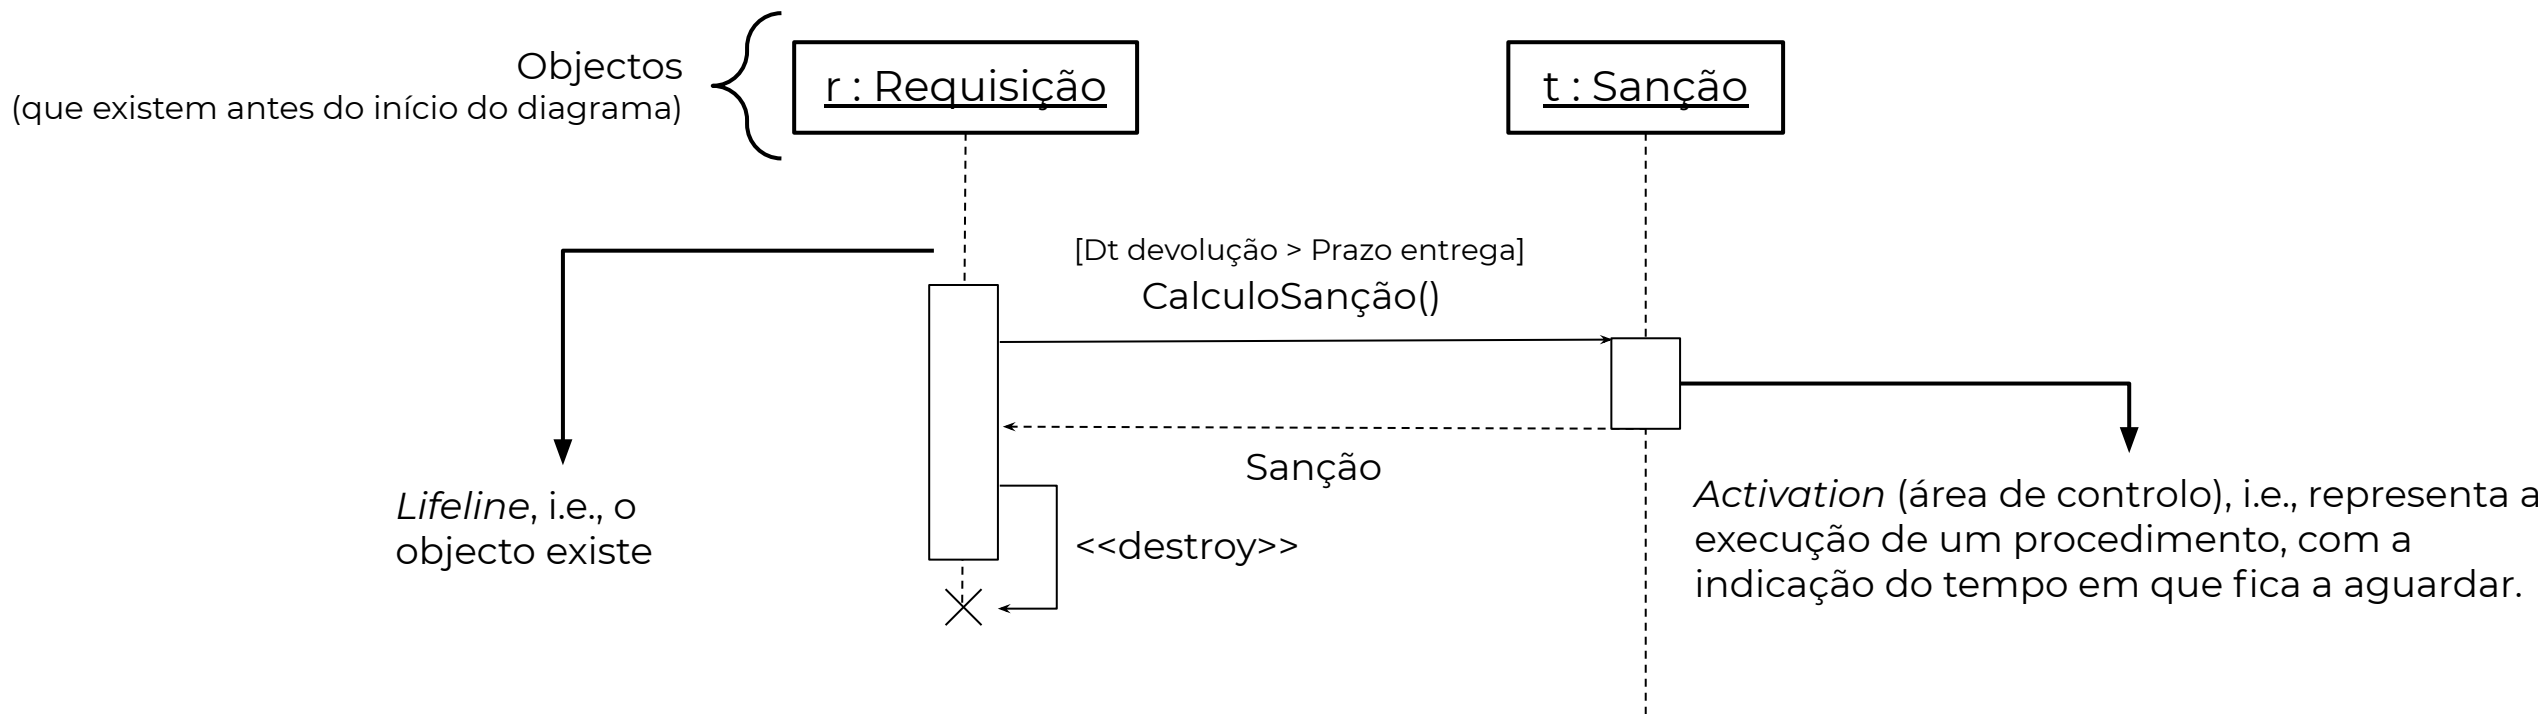 Objectos
(que existem antes do início do diagrama)
r : Requisição
t : Sanção
[Dt devolução > Prazo entrega]
CalculoSanção()
Sanção
<<destroy>>
Lifeline, i.e., o
objecto existe
Activation (área de controlo), i.e., representa a
execução de um procedimento, com a
indicação do tempo em que fica a aguardar.